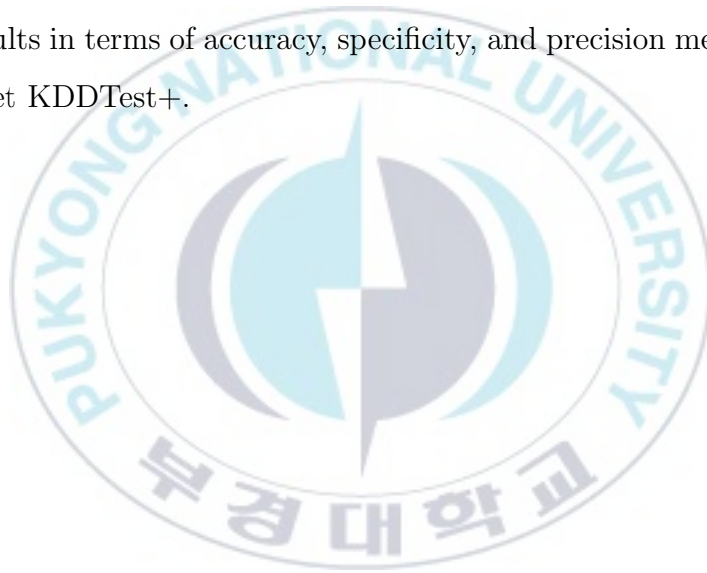 ults in terms of accuracy, specificity, and precision me
et KDDTest+.
PUKYONG NATIONAL UNIVERSITY
부경대학교